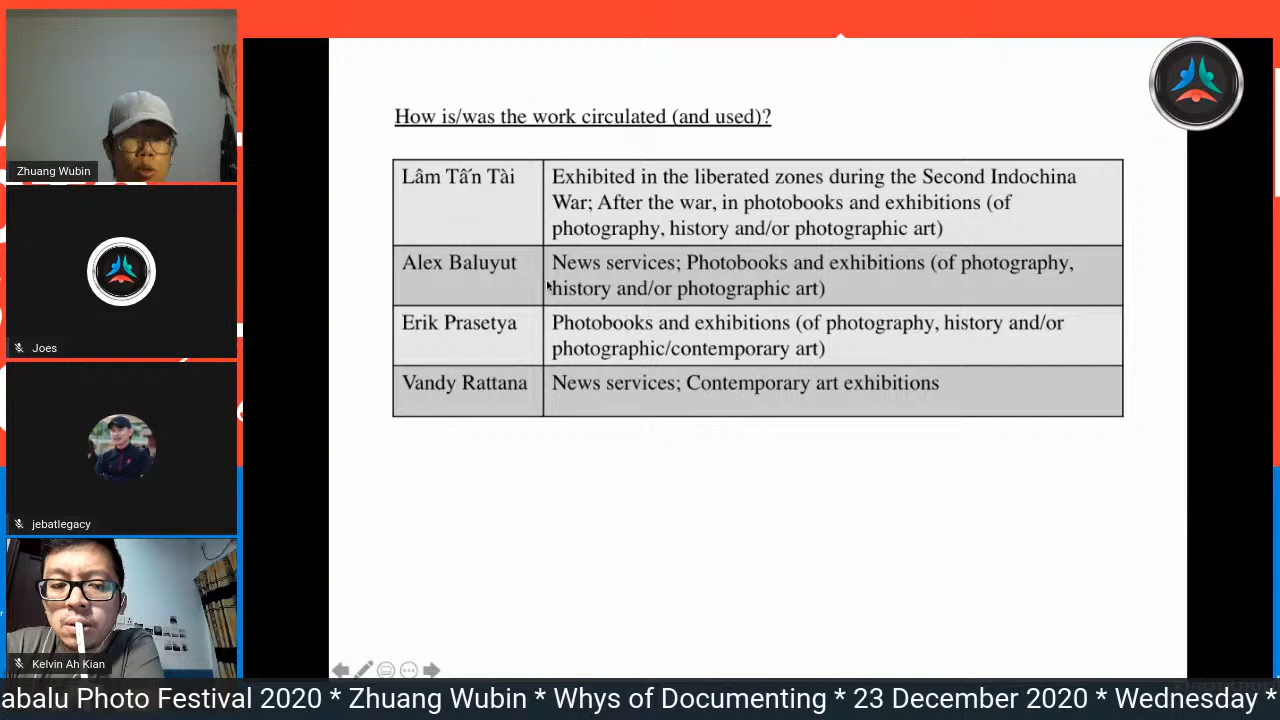 Zhuang Wubin
Joes
jebatlegacy
Kelvin Ah Kian
How is/was the work circulated (and used)?
Lâm Tấn Tài
Exhibited in the liberated zones during the Second Indochina
War; After the war, in photobooks and exhibitions (of
photography, history and/or photographic art)
Alex Baluyut
News services; Photobooks and exhibitions (of photography,
history and/or photographic art)
Erik Prasetya
Photobooks and exhibitions (of photography, history and/or
photographic/contemporary art)
Vandy Rattana
News services; Contemporary art exhibitions
abalu Photo Festival 2020 * Zhuang Wubin * Whys of Documenting * 23 December 2020 * Wednesday *